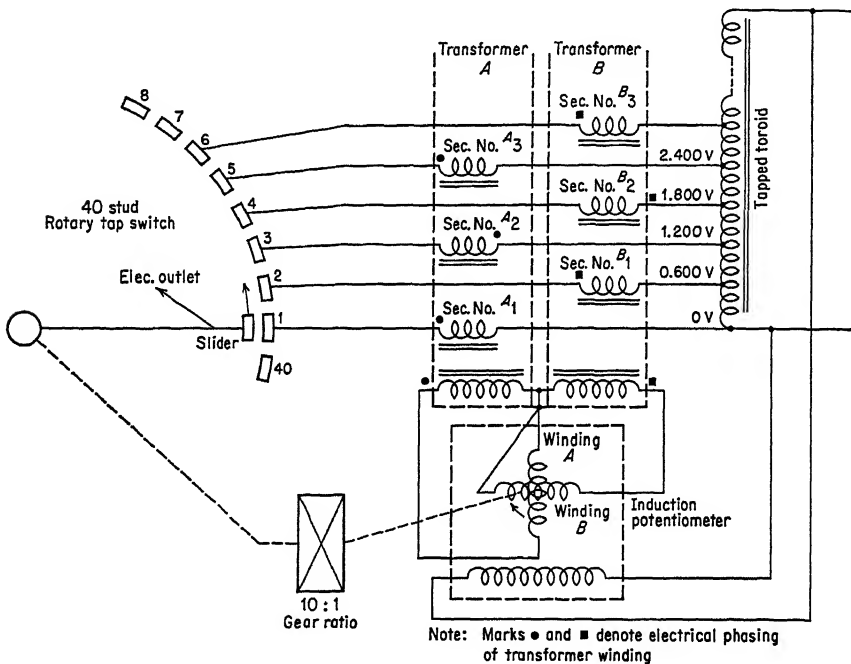 Transformer
A
Transformer
B
8
7
6
5
4
3
2
1
40
Sec. No. B3
Sec. No. A3
2.400 V
Sec. No. B2
1.800 V
Sec. No. A2
1.200 V
Sec. No. B1
0.600 V
Sec. No. A1
0 V
Tapped toroid
40 stud
Rotary tap switch
Elec. outlet
Slider
Winding
A
Winding
B
Induction
potentiometer
10 : 1
Gear ratio
Note: Marks ● and ■ denote electrical phasing
of transformer winding